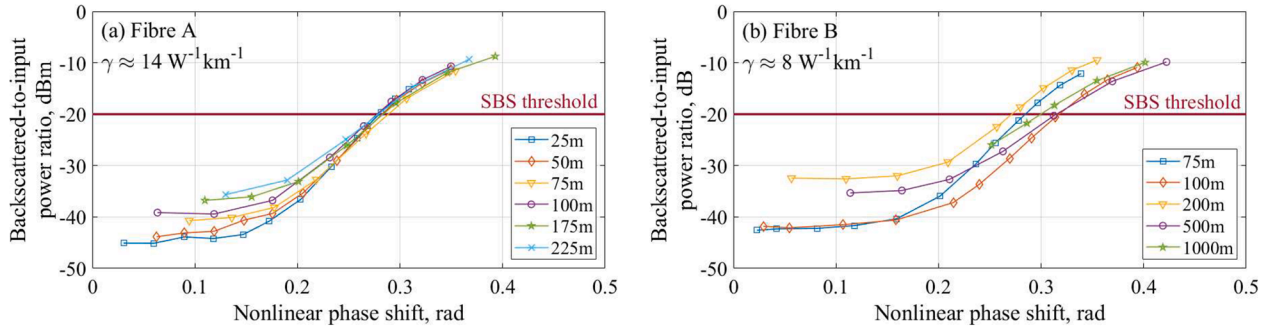 (a) Fibre A
γ ≈ 14 W⁻¹km⁻¹
SBS threshold
25m
50m
75m
100m
175m
225m
Backscattered-to-input
power ratio, dBm
0
-10
-20
-30
-40
-50
0
0.1
0.2
0.3
0.4
0.5
Nonlinear phase shift, rad
(b) Fibre B
γ ≈ 8 W⁻¹km⁻¹
SBS threshold
75m
100m
200m
500m
1000m
Backscattered-to-input
power ratio, dB
0
-10
-20
-30
-40
-50
0
0.1
0.2
0.3
0.4
0.5
Nonlinear phase shift, rad